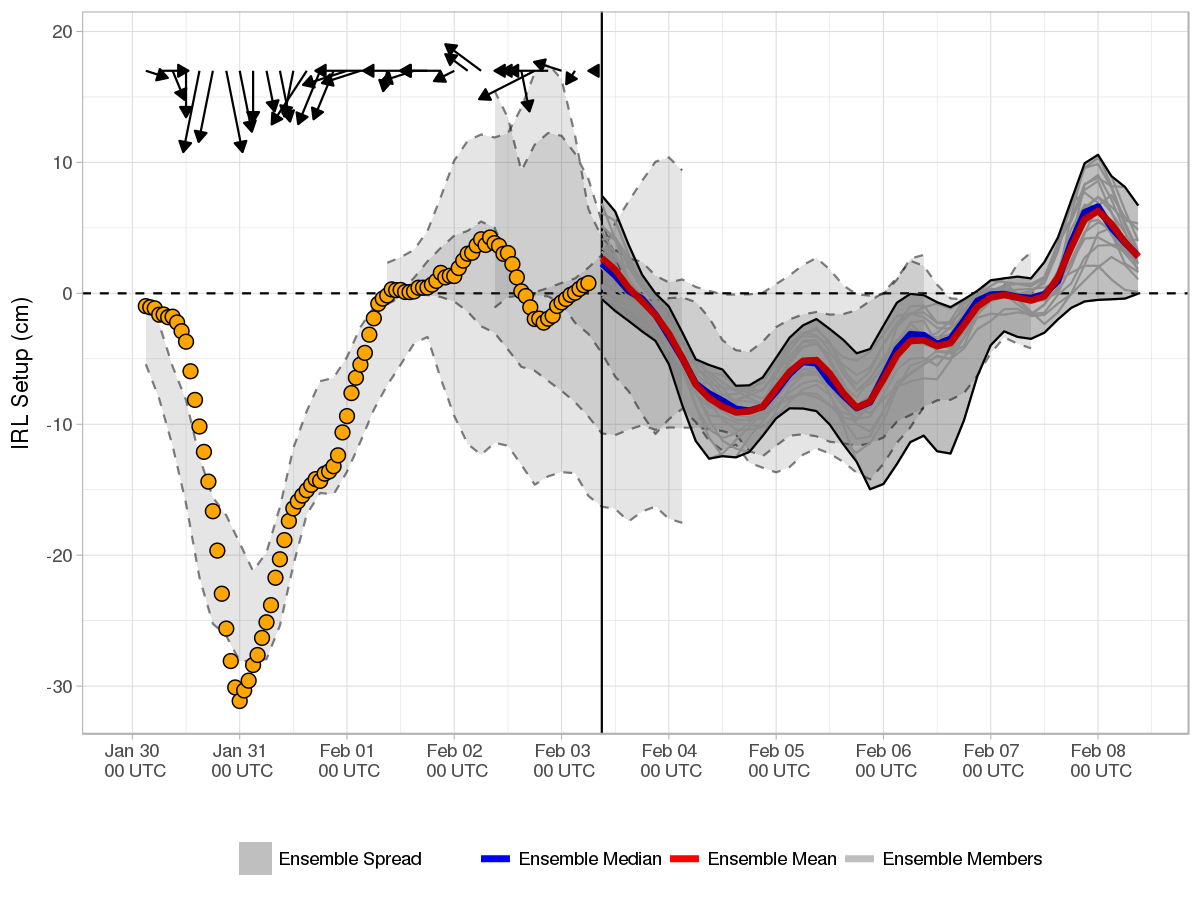 IRL Setup (cm)
20
10
0
-10
-20
-30
Jan 30 Jan 31 Feb 01 Feb 02 Feb 03 Feb 04 Feb 05 Feb 06 Feb 07 Feb 08
00 UTC 00 UTC 00 UTC 00 UTC 00 UTC 00 UTC 00 UTC 00 UTC 00 UTC 00 UTC
Ensemble Spread Ensemble Median Ensemble Mean Ensemble Members